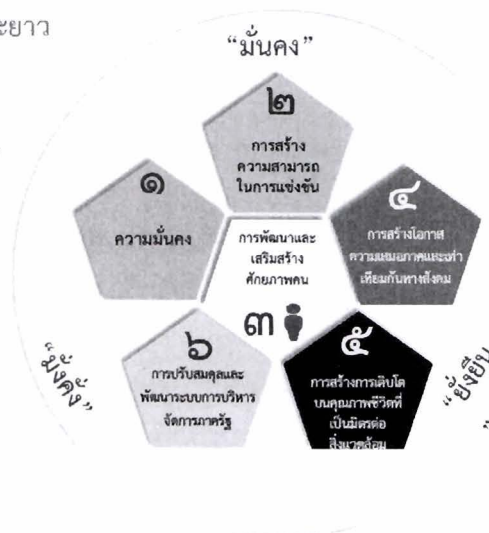 ะยาว
“มั่นคง”
๒
การสร้าง
ความสามารถ
ในการแข่งขัน
๑
ความมั่นคง
๔
การสร้างโอกาส
ความเสมอภาคและเท่า
เทียมกันทางสังคม
การพัฒนาและ
เสริมสร้าง
ศักยภาพคน
๓
๖
การปรับสมดุลและ
พัฒนาระบบการบริหาร
จัดการภาครัฐ
๕
การสร้างการเติบโต
บนคุณภาพชีวิตที่
เป็นมิตรต่อ
สิ่งแวดล้อม
“มั่งคั่ง”
“ยั่งยืน